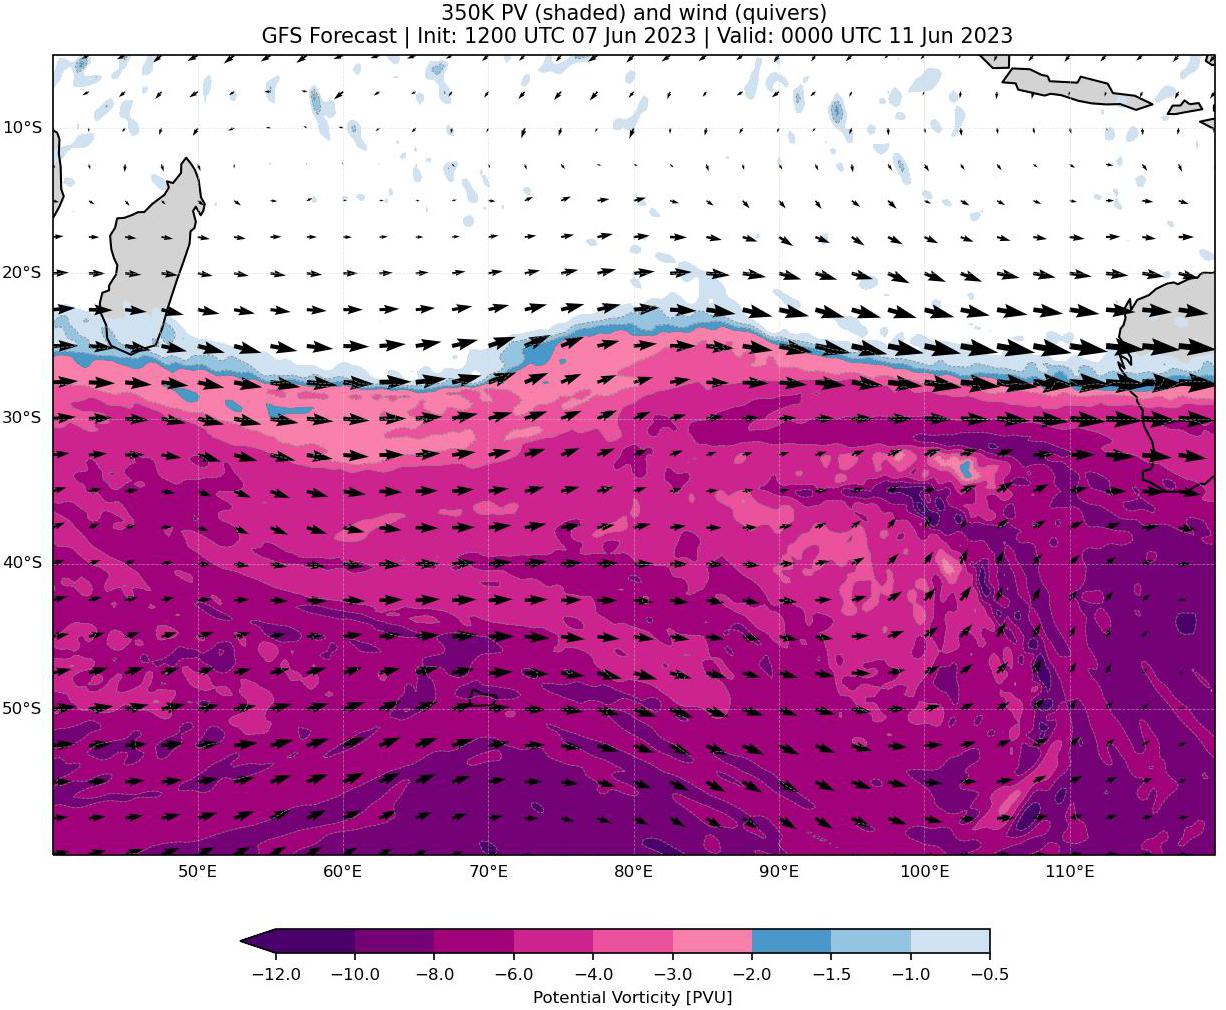 350K PV (shaded) and wind (quivers)
GFS Forecast | Init: 1200 UTC 07 Jun 2023 | Valid: 0000 UTC 11 Jun 2023
10°S
20°S
30°S
40°S
50°S
50°E 60°E 70°E 80°E 90°E 100°E 110°E
−12.0 −10.0 −8.0 −6.0 −4.0 −3.0 −2.0 −1.5 −1.0 −0.5
Potential Vorticity [PVU]